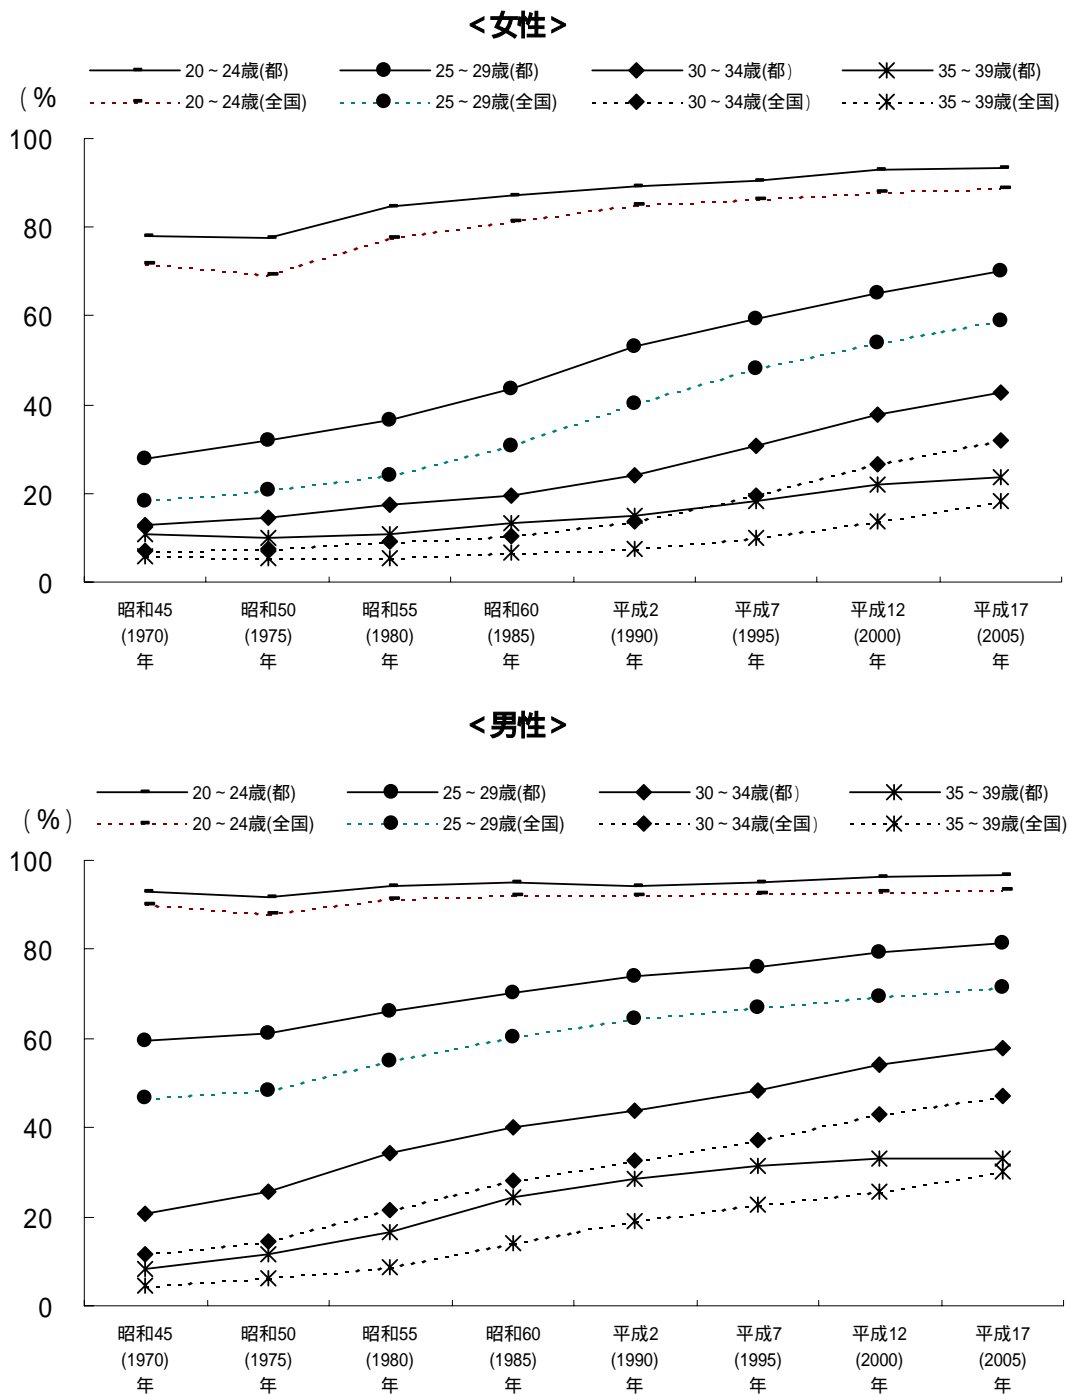 ＜女性＞
20～24歳(都) 25～29歳(都) 30～34歳(都) 35～39歳(都)
(% 20～24歳(全国) 25～29歳(全国) 30～34歳(全国) 35～39歳(全国)
100
80
60
40
20
0
昭和45 昭和50 昭和55 昭和60 平成2 平成7 平成12 平成17
(1970) (1975) (1980) (1985) (1990) (1995) (2000) (2005)
年 年 年 年 年 年 年 年
＜男性＞
20～24歳(都) 25～29歳(都) 30～34歳(都) 35～39歳(都)
(%) 20～24歳(全国) 25～29歳(全国) 30～34歳(全国) 35～39歳(全国)
100
80
60
40
20
0
昭和45 昭和50 昭和55 昭和60 平成2 平成7 平成12 平成17
(1970) (1975) (1980) (1985) (1990) (1995) (2000) (2005)
年 年 年 年 年 年 年 年